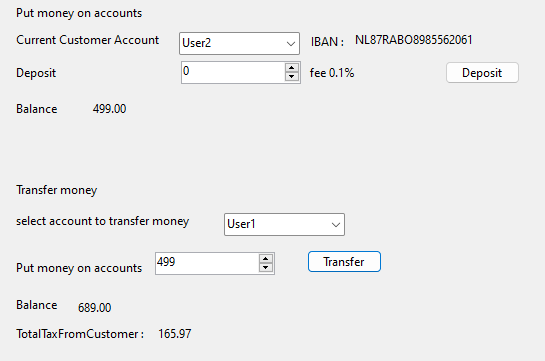 Put money on accounts
Current Customer Account User2 IBAN : NL87RABO8985562061
Deposit 0 fee 0.1% Deposit
Balance 499.00
Transfer money
select account to transfer money User1
Put money on accounts 499 Transfer
Balance 689.00
TotalTaxFromCustomer : 165.97